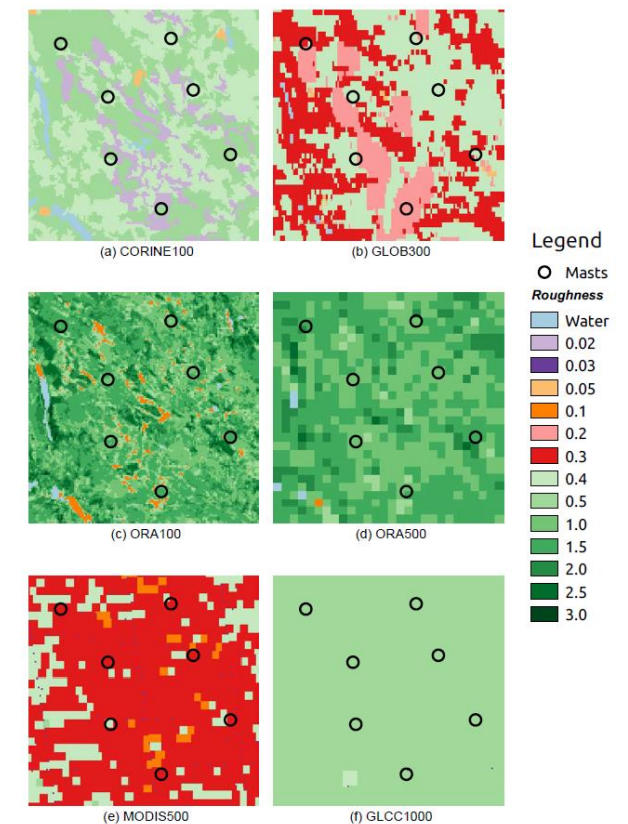 (a) CORINE100
(b) GLOB300
(c) ORA100
(d) ORA500
(e) MODIS500
(f) GLCC1000
Legend
Masts
Roughness
Water
0.02
0.03
0.05
0.1
0.2
0.3
0.4
0.5
1.0
1.5
2.0
2.5
3.0